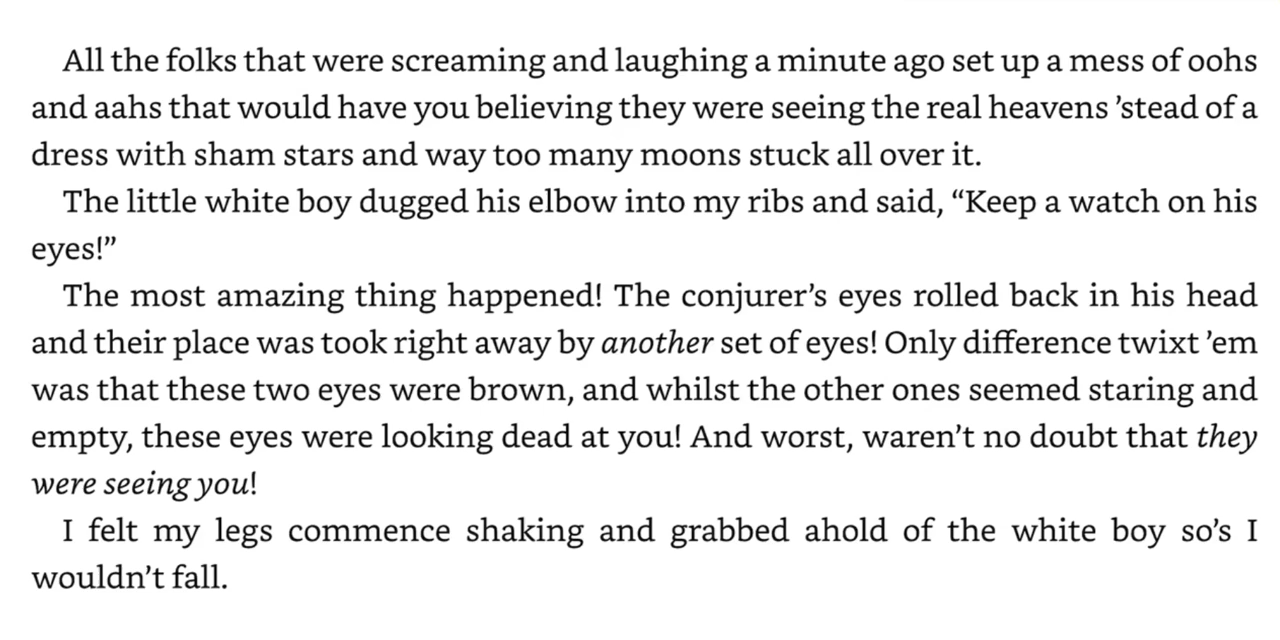 All the folks that were screaming and laughing a minute ago set up a mess of oohs
and aahs that would have you believing they were seeing the real heavens ’stead of a
dress with sham stars and way too many moons stuck all over it.
The little white boy dugged his elbow into my ribs and said, “Keep a watch on his
eyes!”
The most amazing thing happened! The conjurer’s eyes rolled back in his head
and their place was took right away by another set of eyes! Only difference twixt ’em
was that these two eyes were brown, and whilst the other ones seemed staring and
empty, these eyes were looking dead at you! And worst, waren’t no doubt that they
were seeing you!
I felt my legs commence shaking and grabbed ahold of the white boy so’s I
wouldn’t fall.